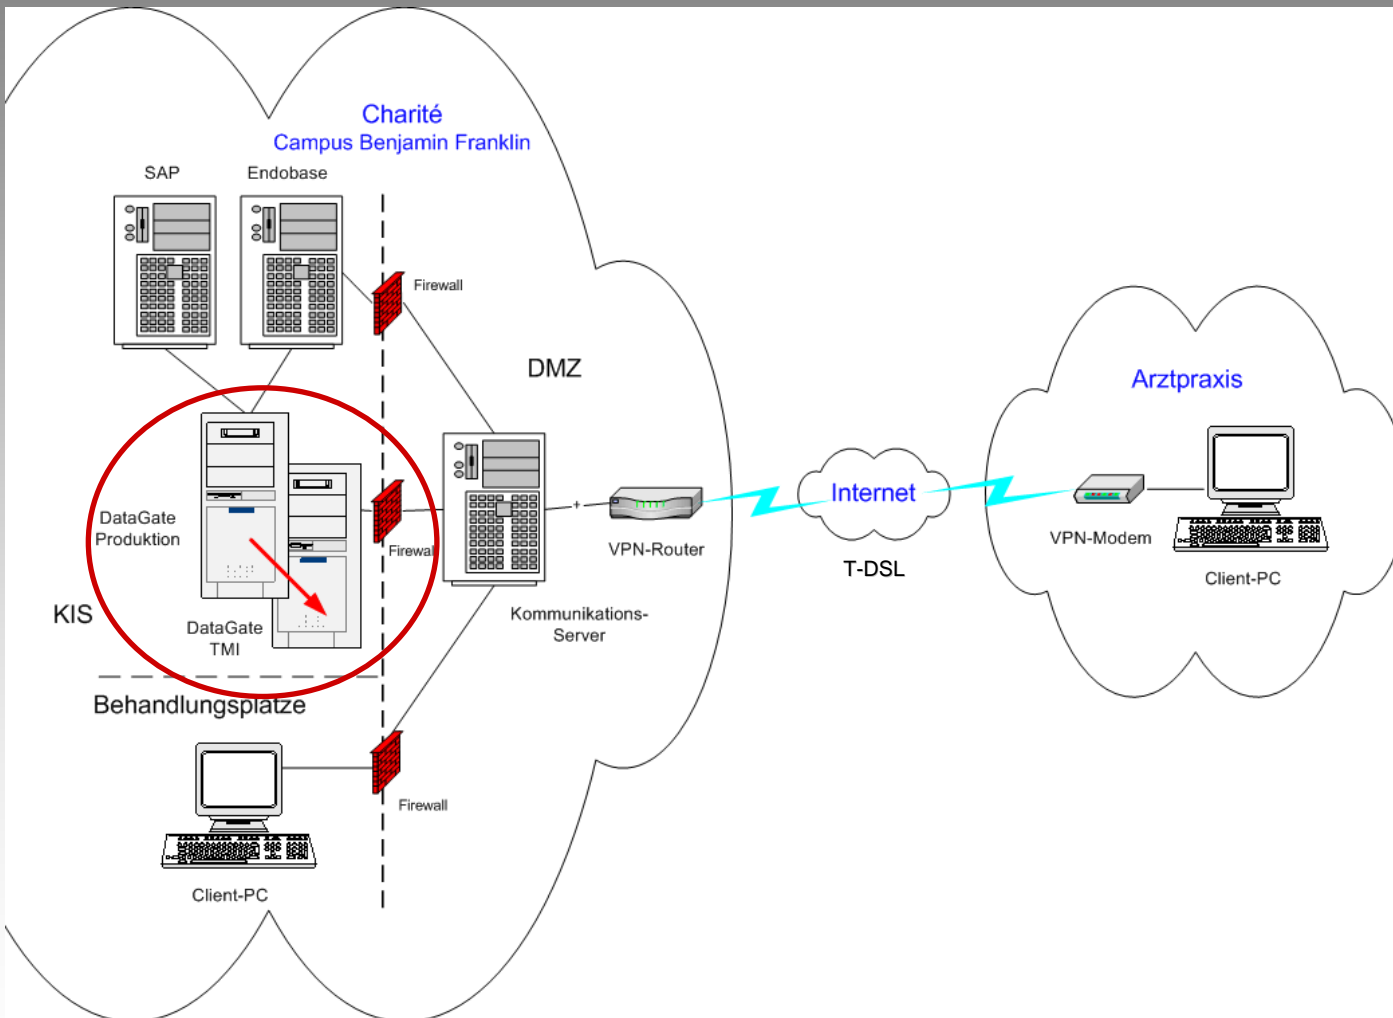 Charité
Campus Benjamin Franklin
SAP
Endobase
Firewall
DMZ
Arztpraxis
Internet
DataGate
Produktion
Firewall
VPN-Router
VPN-Modem
T-DSL
Client-PC
KIS
DataGate
TMI
Kommunikations-
Server
Behandlungsplätze
Firewall
Client-PC